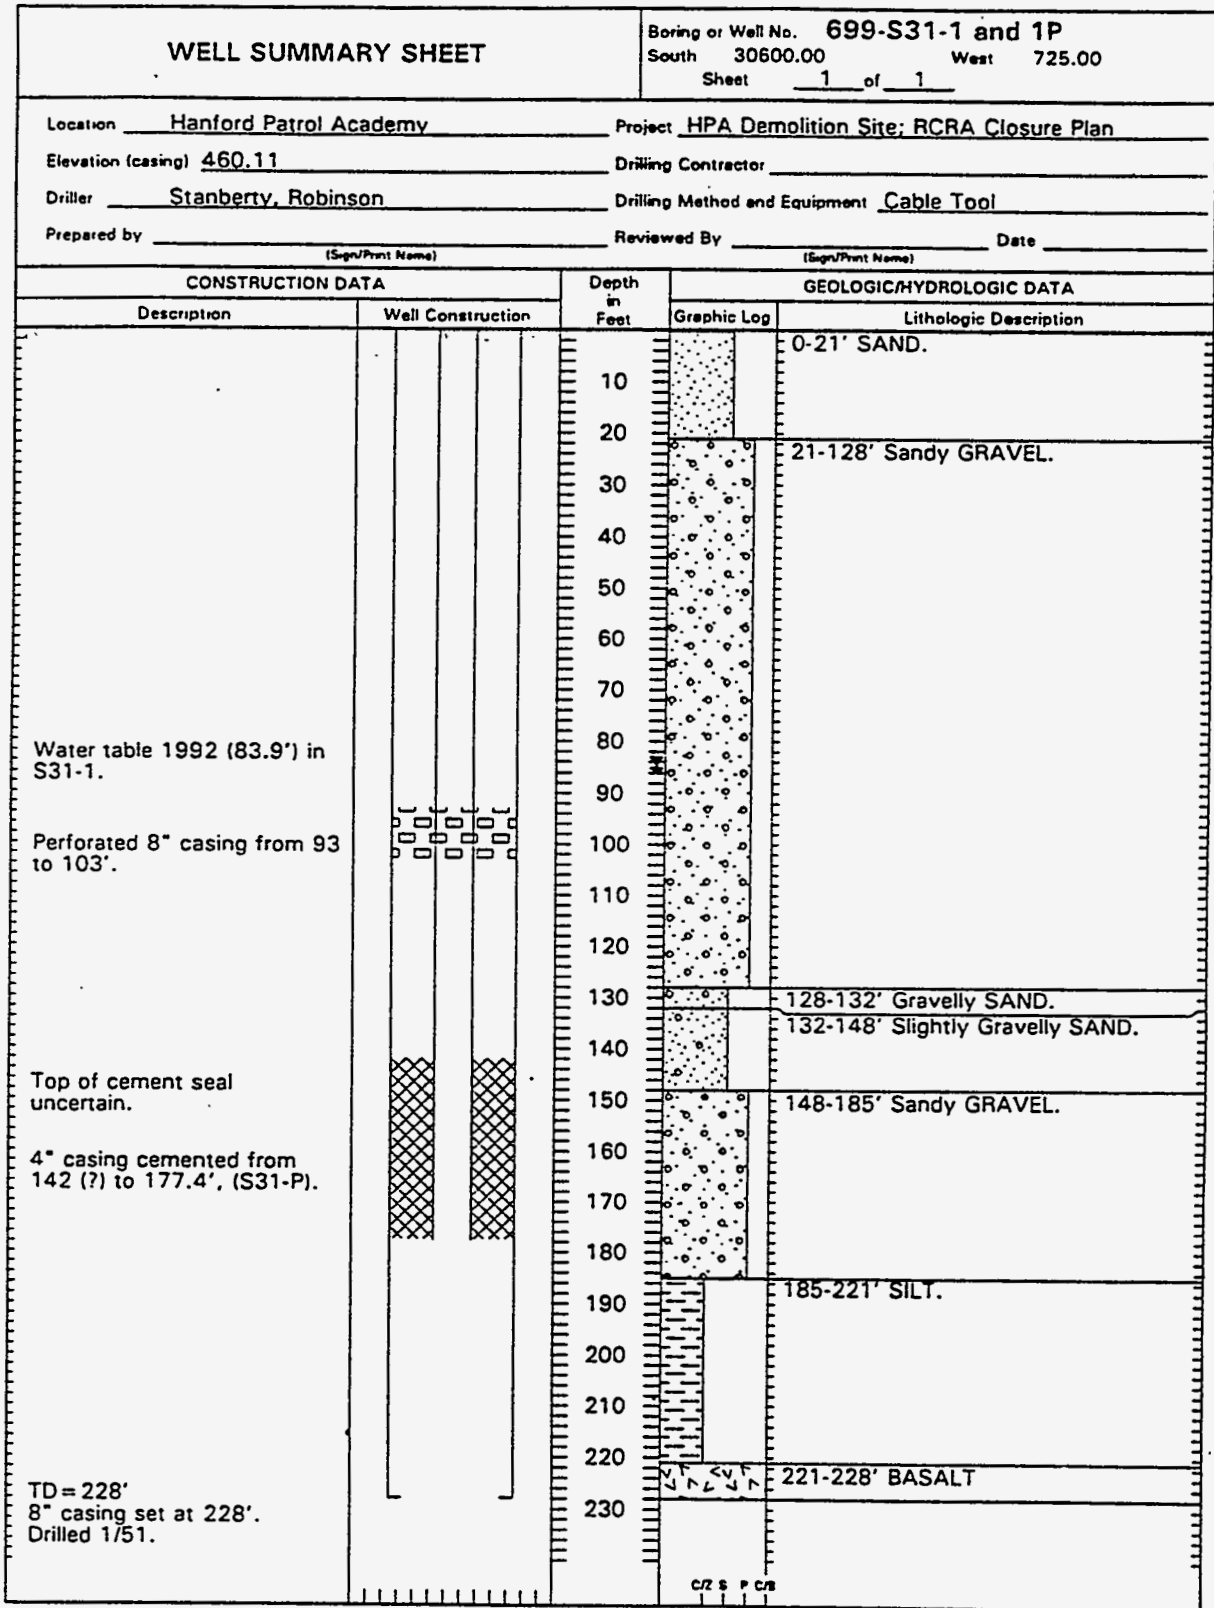 WELL SUMMARY SHEET
Boring or Well No. 699-S31-1 and 1P
South 30600.00 West 725.00
Sheet 1 of 1
Location Hanford Patrol Academy
Project HPA Demolition Site; RCRA Closure Plan
Elevation (casing) 460.11
Drilling Contractor
Driller Stanberty, Robinson
Drilling Method and Equipment Cable Tool
Prepared by
(Sign/Print Name)
Reviewed By
(Sign/Print Name)
Date
CONSTRUCTION DATA
Depth
in
Feet
GEOLOGIC/HYDROLOGIC DATA
Description
Well Construction
Graphic Log
Lithologic Description
0-21' SAND.
10
20
21-128' Sandy GRAVEL.
30
40
50
60
70
80
Water table 1992 (83.9') in
S31-1.
90
Perforated 8" casing from 93
to 103'.
100
110
120
130
128-132' Gravelly SAND.
132-148' Slightly Gravelly SAND.
140
Top of cement seal
uncertain.
150
148-185' Sandy GRAVEL.
4" casing cemented from
142 (?) to 177.4', (S31-P).
160
170
180
185-221' SILT.
190
200
210
220
221-228' BASALT
TD = 228'
8" casing set at 228'.
Drilled 1/51.
230
C/Z S P C/B